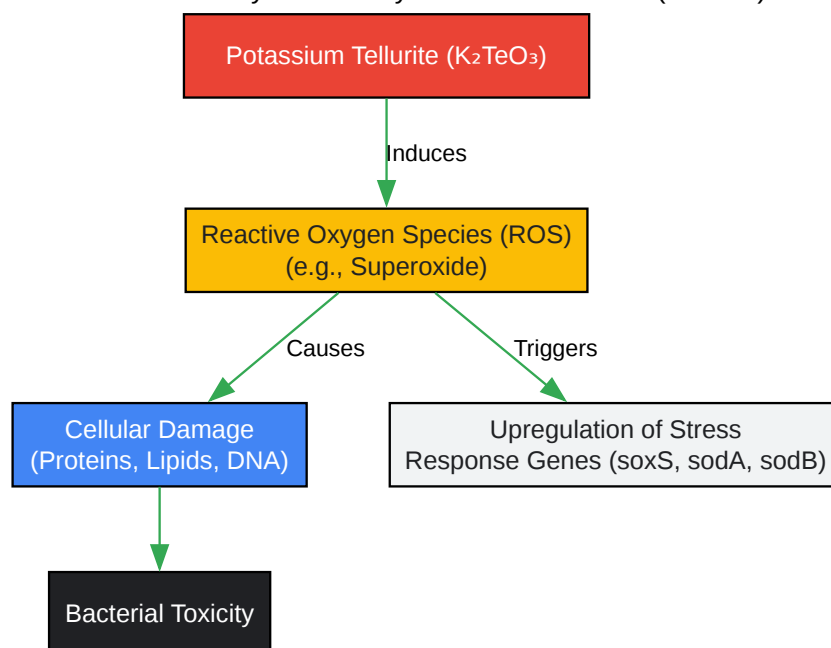 Potassium Tellurite (K₂TeO₃)
Induces
Reactive Oxygen Species (ROS)
(e.g., Superoxide)
Causes
Triggers
Cellular Damage
(Proteins, Lipids, DNA)
Upregulation of Stress
Response Genes (soxS, sodA, sodB)
Bacterial Toxicity